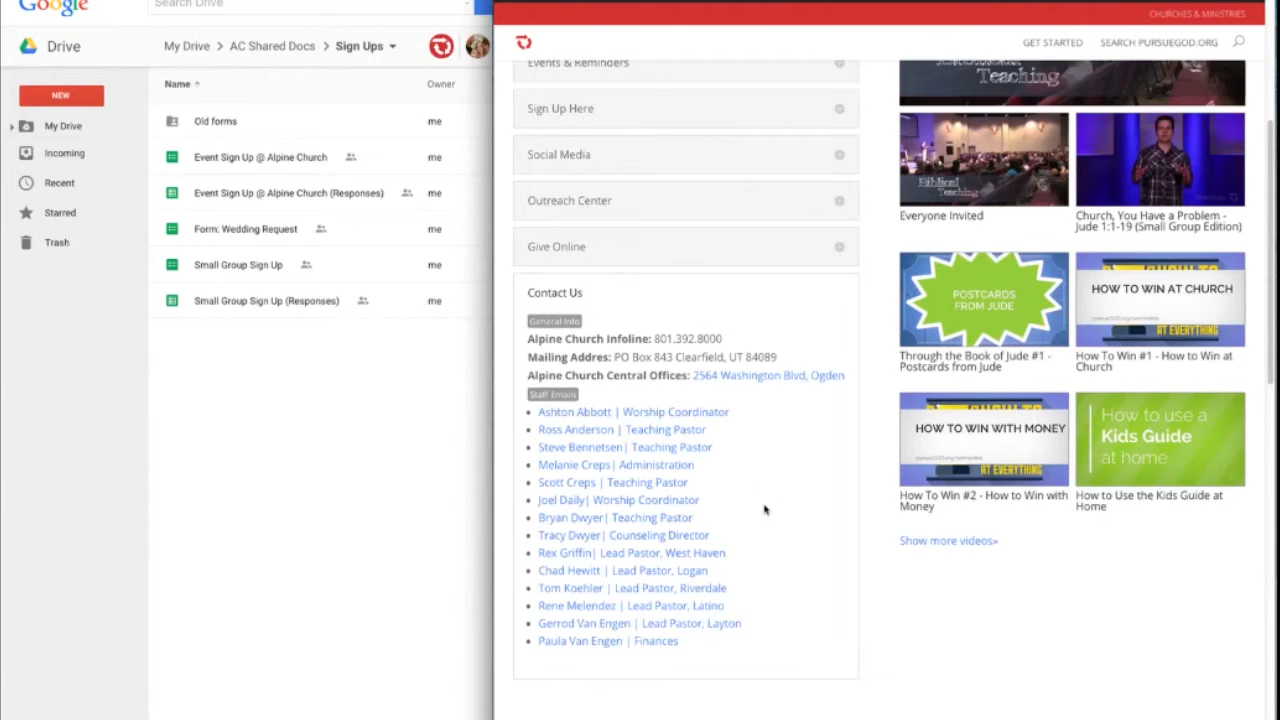 Google
Search Drive
Drive
My Drive > AC Shared Docs > Sign Ups
NEW
My Drive
Incoming
Recent
Starred
Trash
Name
Owner
Old forms
me
Event Sign Up @ Alpine Church
me
Event Sign Up @ Alpine Church (Responses)
me
Form: Wedding Request
me
Small Group Sign Up
me
Small Group Sign Up (Responses)
me
CHURCHES & MINISTRIES
GET STARTED
SEARCH PURSUEGOD.ORG
Events & Reminders
Sign Up Here
Social Media
Outreach Center
Give Online
Contact Us
General Info
Alpine Church Infoline: 801.392.8000
Mailing Addres: PO Box 843 Clearfield, UT 84089
Alpine Church Central Offices: 2564 Washington Blvd, Ogden
Staff Emails
Ashton Abbott | Worship Coordinator
Ross Anderson | Teaching Pastor
Steve Bennetsen| Teaching Pastor
Melanie Creps| Administration
Scott Creps | Teaching Pastor
Joel Daily| Worship Coordinator
Bryan Dwyer| Teaching Pastor
Tracy Dwyer| Counseling Director
Rex Griffin| Lead Pastor, West Haven
Chad Hewitt | Lead Pastor, Logan
Tom Koehler | Lead Pastor, Riverdale
Rene Melendez | Lead Pastor, Latino
Gerrod Van Engen | Lead Pastor, Layton
Paula Van Engen | Finances
Teaching
Biblical
Teaching
Everyone Invited
Church, You Have a Problem -
Jude 1:1-19 (Small Group Edition)
POSTCARDS
FROM JUDE
Through the Book of Jude #1 -
Postcards from Jude
HOW TO WIN AT CHURCH
AT EVERYTHING
How To Win #1 - How to Win at
Church
HOW TO WIN WITH MONEY
AT EVERYTHING
How To Win #2 - How to Win with
Money
How to use a
Kids Guide
at home
How to Use the Kids Guide at
Home
Show more videos»